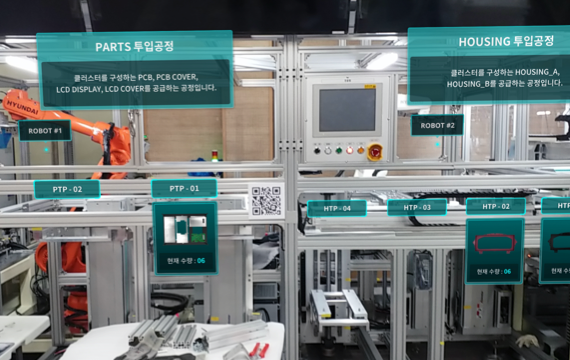 PARTS 투입공정
클러스터를 구성하는 PCB, PCB COVER,
LCD DISPLAY, LCD COVER를 공급하는 공정입니다.
HOUSING 투입공정
클러스터를 구성하는 HOUSING_A,
HOUSING_B를 공급하는 공정입니다.
HYUNDAI
ROBOT #1
ROBOT #2
PTP - 02
PTP - 01
현재 수량 : 06
HTP - 04
HTP - 03
HTP - 02
현재 수량 : 06
HTP
현재 수